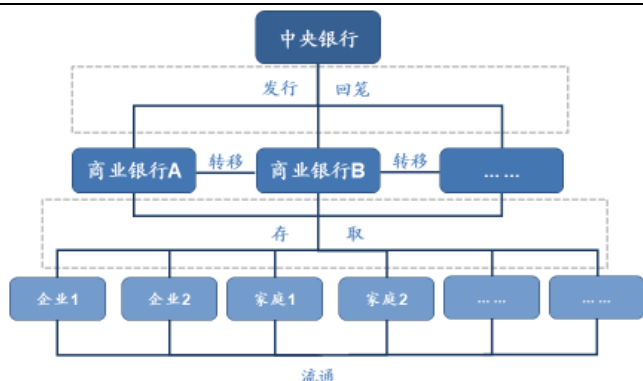 中央银行
发行 回笼
商业银行A 转移 商业银行B 转移 ... ...
存 取
企业1 企业2 家庭1 家庭2 ... ... ... ...
流通